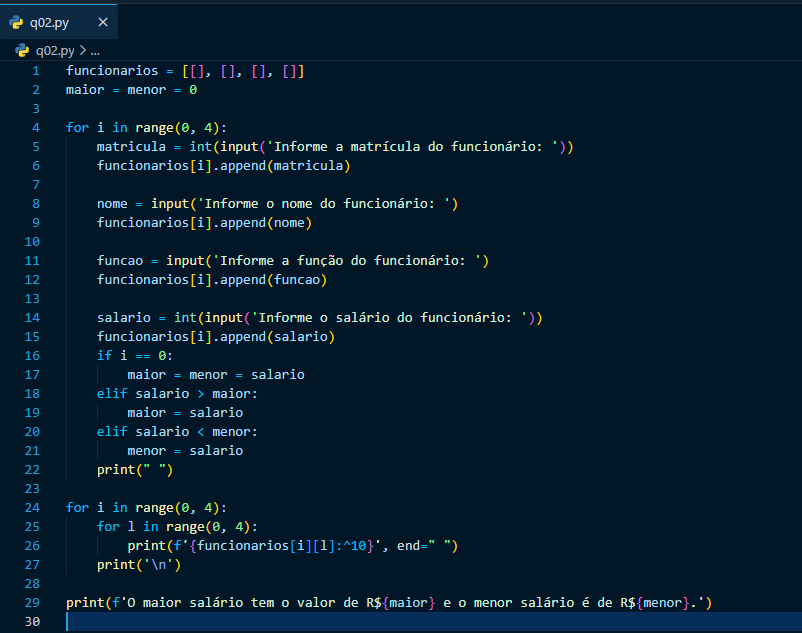 q02.py ×
q02.py > ...
1 funcionarios = [[], [], [], []]
2 maior = menor = 0
3
4 for i in range(0, 4):
5     matricula = int(input('Informe a matrícula do funcionário: '))
6     funcionarios[i].append(matricula)
7
8     nome = input('Informe o nome do funcionário: ')
9     funcionarios[i].append(nome)
10
11     funcao = input('Informe a função do funcionário: ')
12     funcionarios[i].append(funcao)
13
14     salario = int(input('Informe o salário do funcionário: '))
15     funcionarios[i].append(salario)
16     if i == 0:
17         maior = menor = salario
18     elif salario > maior:
19         maior = salario
20     elif salario < menor:
21         menor = salario
22     print(" ")
23
24 for i in range(0, 4):
25     for l in range(0, 4):
26         print(f'{funcionarios[i][l]:^10}', end=" ")
27     print('\n')
28
29 print(f'O maior salário tem o valor de R${maior} e o menor salário é de R${menor}.')
30